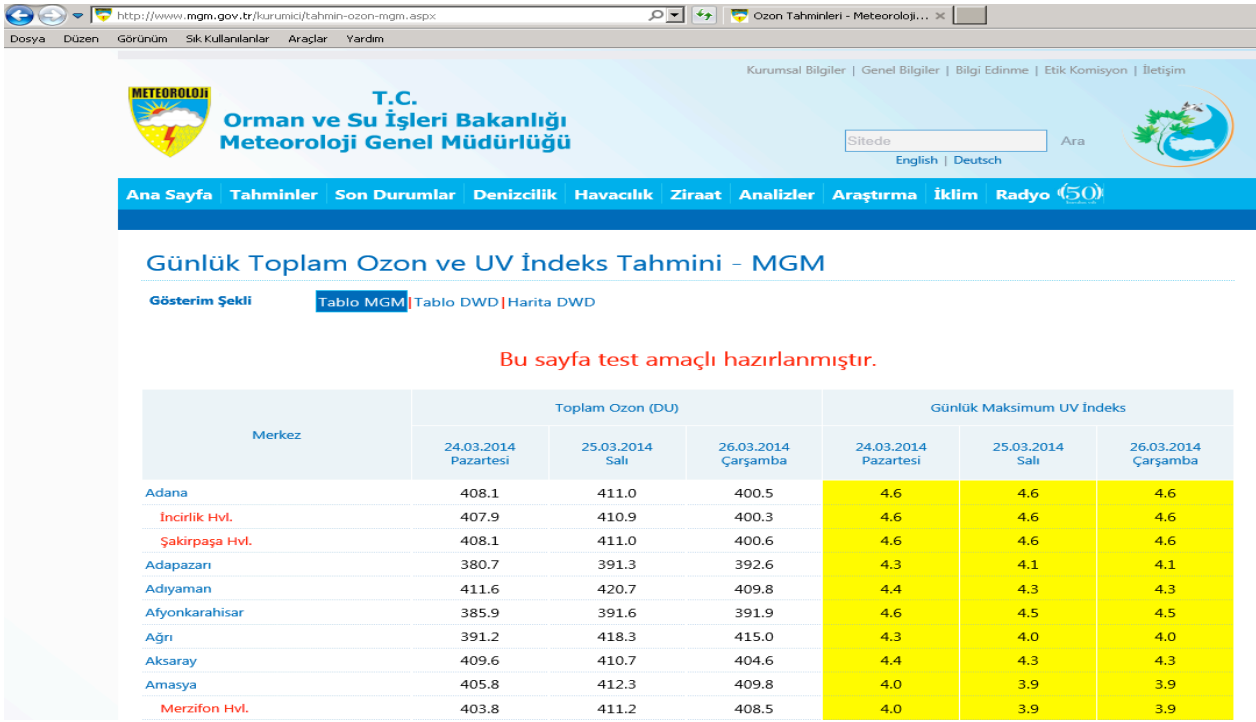 http://www.mgm.gov.tr/kurumici/tahmin-ozon-mgm.aspx
Ozon Tahminleri - Meteoroloji...
Dosya Düzen Görünüm Sık Kullanılanlar Araçlar Yardım
Kurumsal Bilgiler | Genel Bilgiler | Bilgi Edinme | Etik Komisyon | İletişim
METEOROLOJİ
T.C.
Orman ve Su İşleri Bakanlığı
Meteoroloji Genel Müdürlüğü
Sitede Ara
English | Deutsch
Ana Sayfa Tahminler Son Durumlar Denizcilik Havacılık Ziraat Analizler Araştırma İklim Radyo (50)
Günlük Toplam Ozon ve UV İndeks Tahmini - MGM
Gösterim Şekli Tablo MGM|Tablo DWD|Harita DWD
Bu sayfa test amaçlı hazırlanmıştır.
Merkez Toplam Ozon (DU) Günlük Maksimum UV İndeks
24.03.2014 25.03.2014 26.03.2014 24.03.2014 25.03.2014 26.03.2014
Pazartesi Salı Çarşamba Pazartesi Salı Çarşamba
Adana 408.1 411.0 400.5 4.6 4.6 4.6
İncirlik Hvl. 407.9 410.9 400.3 4.6 4.6 4.6
Şakirpaşa Hvl. 408.1 411.0 400.6 4.6 4.6 4.6
Adapazarı 380.7 391.3 392.6 4.3 4.1 4.1
Adıyaman 411.6 420.7 409.8 4.4 4.3 4.3
Afyonkarahisar 385.9 391.6 391.9 4.6 4.5 4.5
Ağrı 391.2 418.3 415.0 4.3 4.0 4.0
Aksaray 409.6 410.7 404.6 4.4 4.3 4.3
Amasya 405.8 412.3 409.8 4.0 3.9 3.9
Merzifon Hvl. 403.8 411.2 408.5 4.0 3.9 3.9